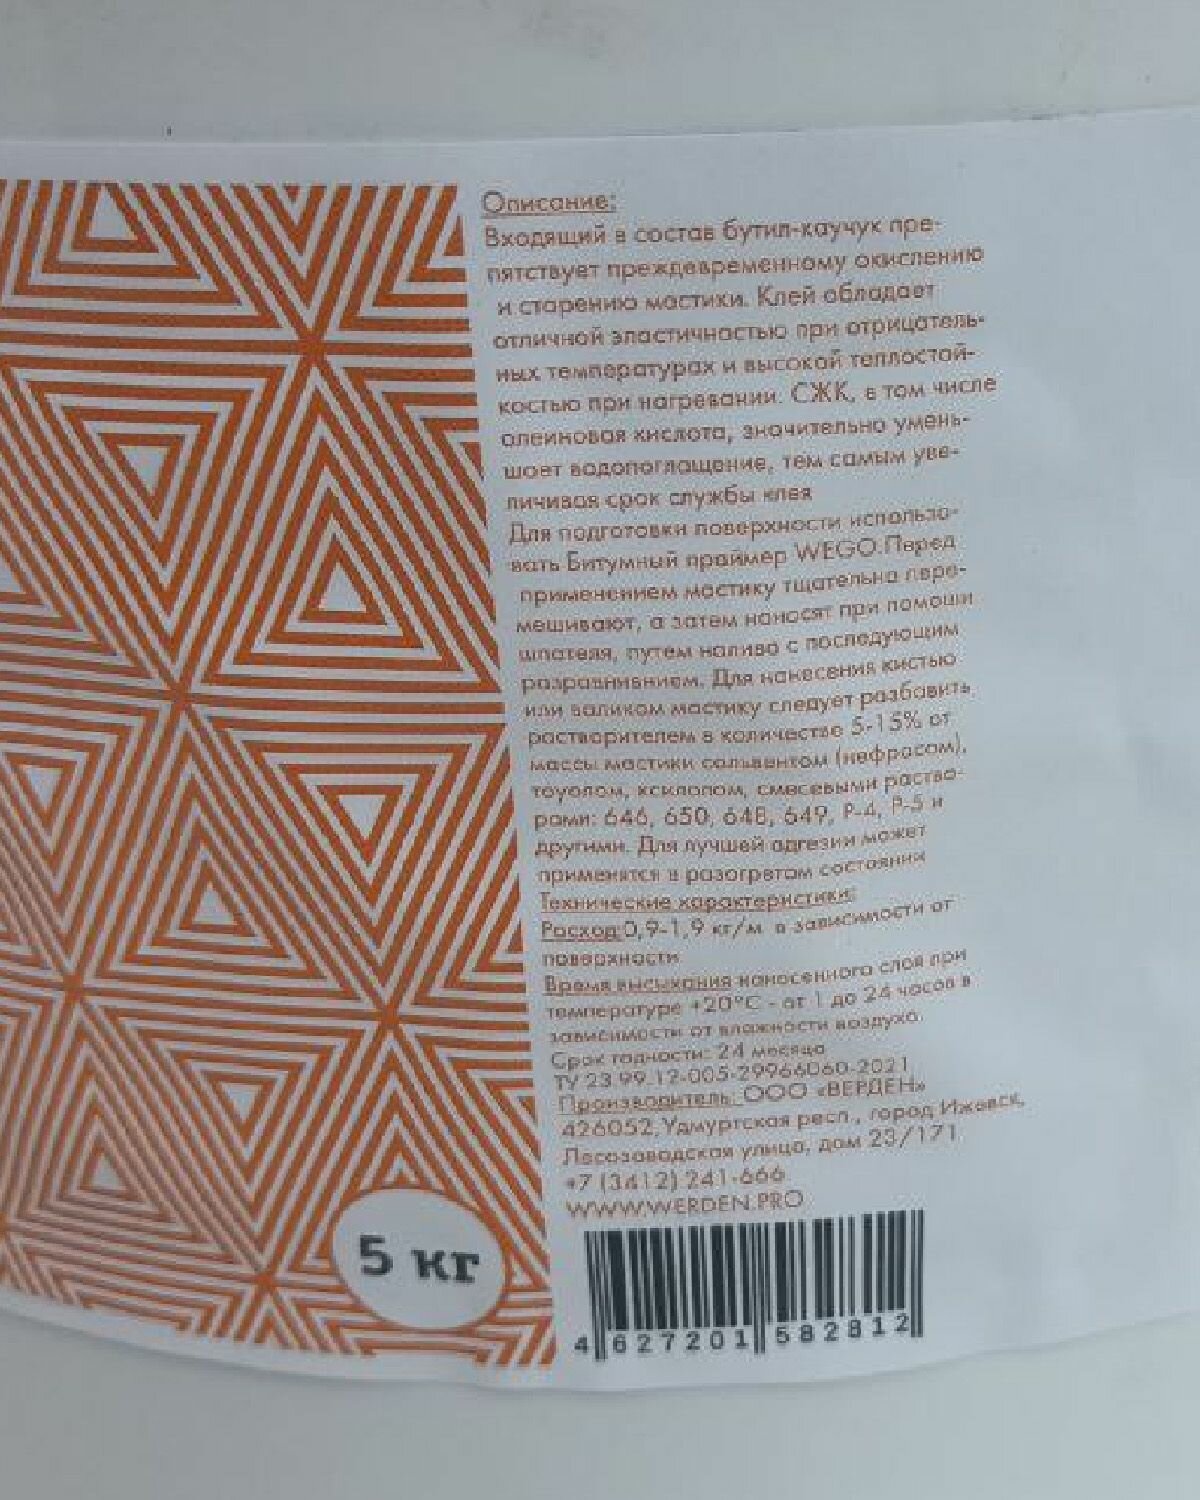 Описание:
Входящий в состав бутил-каучук пре-
пятствует преждевременному окислению
и старению мастики. Клей обладает
отличной эластичностью при отрицатель-
ных температурах и высокой теплостой-
костью при нагревании. СЖК, в том числе
олеиновая кислота, значительно умень-
шает водопоглащение, тем самым уве-
личивая срок службы клея
Для подготовки поверхности использо-
вать Битумный праймер WEGO.Перед
применением мастику тщательно пере-
мешивают, а затем наносят при помощи
шпателя, путем налива с последующим
разравниванием. Для нанесения кистью
или валиком мастику следует разбавить
растворителем в количестве 5-15% от
массы мастики сольвентом (нефрасом),
толуолом, ксилолом, смесевыми раство-
рами: 646, 650, 648, 649, Р-4, Р-5 и
другими. Для лучшей адгезии может
применятся в разогретом состоянии
Технические характеристики:
Расход:0,9-1,9 кг/м в зависимости от
поверхности
Время высыхания нанесенного слоя при
температуре +20°С - от 1 до 24 часов в
зависимости от влажности воздуха.
Срок годности: 24 месяца
ТУ 23.99.12-005-29966060-2021
Производитель: ООО «ВЕРДЕН»
426052, Удмуртская респ., город Ижевск,
Лесозаводская улица, дом 23/171
+7 (3412) 241-666
WWW.WERDEN.PRO
5 кг
4 627201 582812